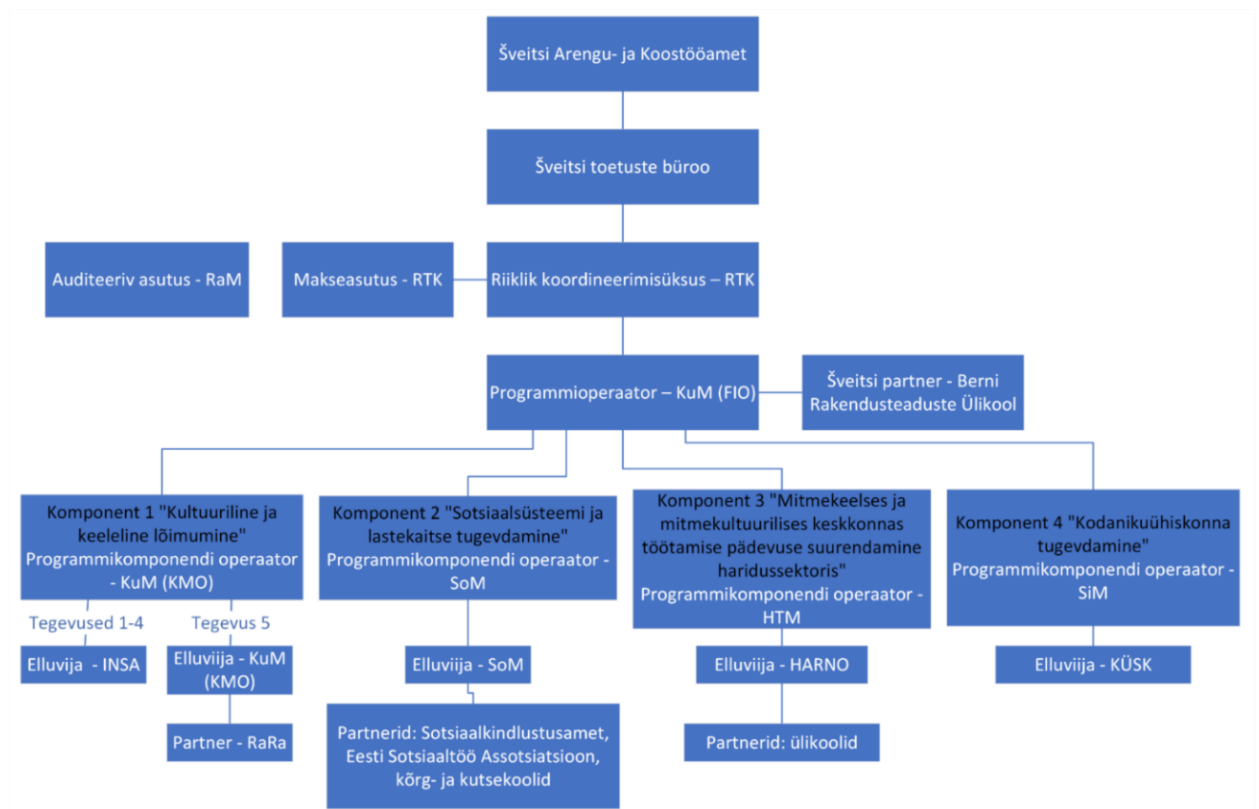 Šveitsi Arengu- ja Koostööamet
Šveitsi toetuste büroo
Auditeeriv asutus - RaM
Makseasutus - RTK
Riiklik koordineerimisüksus – RTK
Programmioperaator – KuM (FIO)
Šveitsi partner - Berni
Rakendusteaduste Ülikool
Komponent 1 "Kultuuriline ja
keeleline lõimumine"
Programmikomponendi operaator
- KuM (KMO)
Komponent 2 "Sotsiaalsüsteemi ja
lastekaitse tugevdamine"
Programmikomponendi operaator -
SoM
Komponent 3 "Mitmekeelses ja
mitmekultuurilises keskkonnas
töötamise pädevuse suurendamine
haridussektoris"
Programmikomponendi operaator -
HTM
Komponent 4 "Kodanikuühiskonna
tugevdamine"
Programmikomponendi operaator -
SiM
Tegevused 1-4
Tegevus 5
Elluvija - INSA
Elluviija - KuM
(KMO)
Elluviija - SoM
Elluviija - HARNO
Elluviija - KÜSK
Partner - RaRa
Partnerid: Sotsiaalkindlustusamet,
Eesti Sotsiaaltöö Assotsiatsioon,
kõrg- ja kutsekoolid
Partnerid: ülikoolid